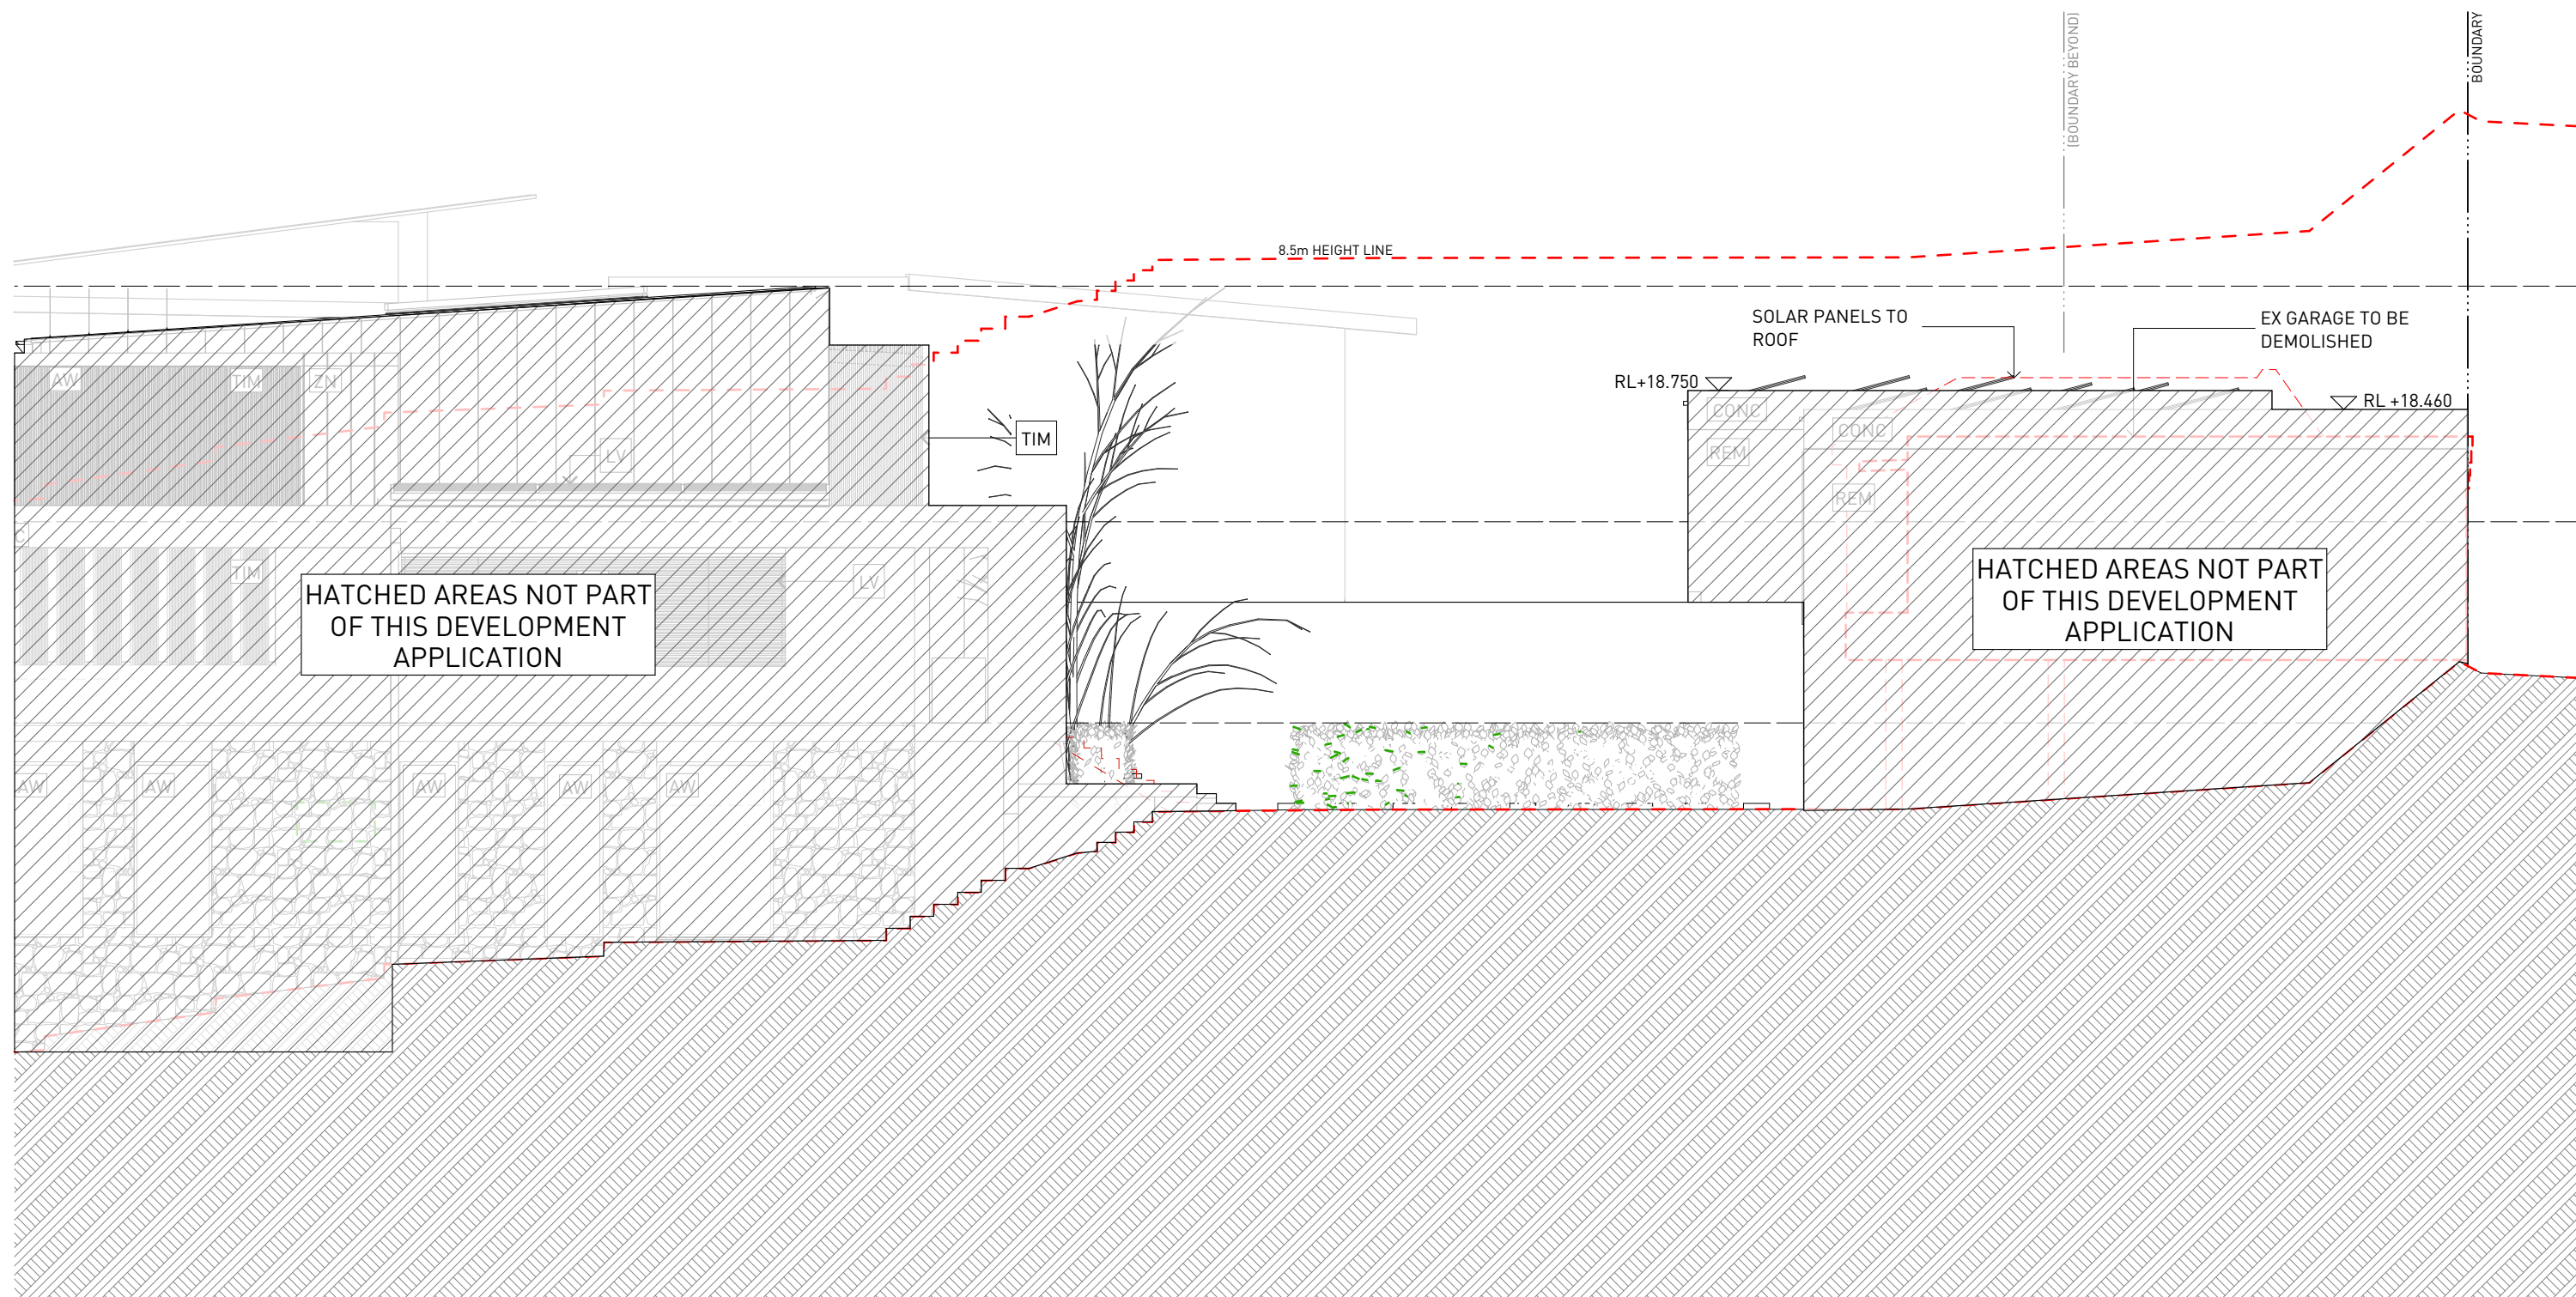 [BOUNDARY BEYOND]
BOUNDARY
8.5m HEIGHT LINE
SOLAR PANELS TO
ROOF
EX GARAGE TO BE
DEMOLISHED
RL+18.750
RL +18.460
AW
TIM
ZN
CONC
CONC
REM
REM
TIM
LV
LV
C
TIM
HATCHED AREAS NOT PART
OF THIS DEVELOPMENT
APPLICATION
HATCHED AREAS NOT PART
OF THIS DEVELOPMENT
APPLICATION
AW
AW
AW
AW
AW